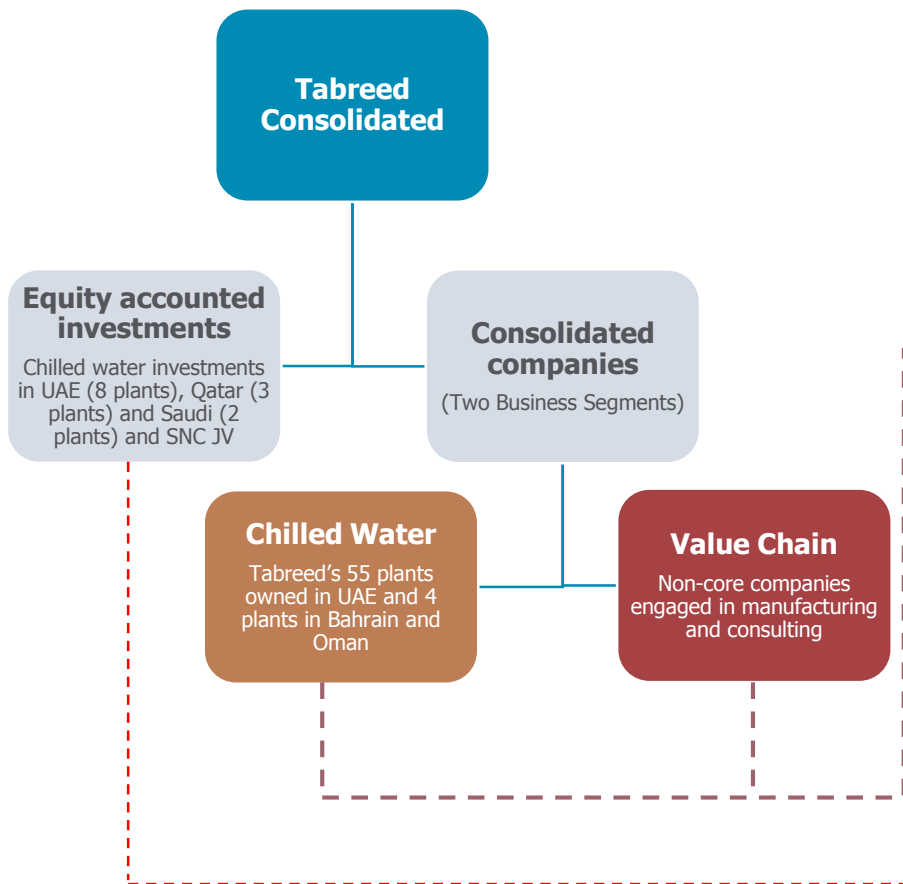 Tabreed
Consolidated
Equity accounted
investments
Chilled water investments
in UAE (8 plants), Qatar (3
plants) and Saudi (2
plants) and SNC JV
Consolidated
companies
(Two Business Segments)
Chilled Water
Tabreed’s 55 plants
owned in UAE and 4
plants in Bahrain and
Oman
Value Chain
Non-core companies
engaged in manufacturing
and consulting